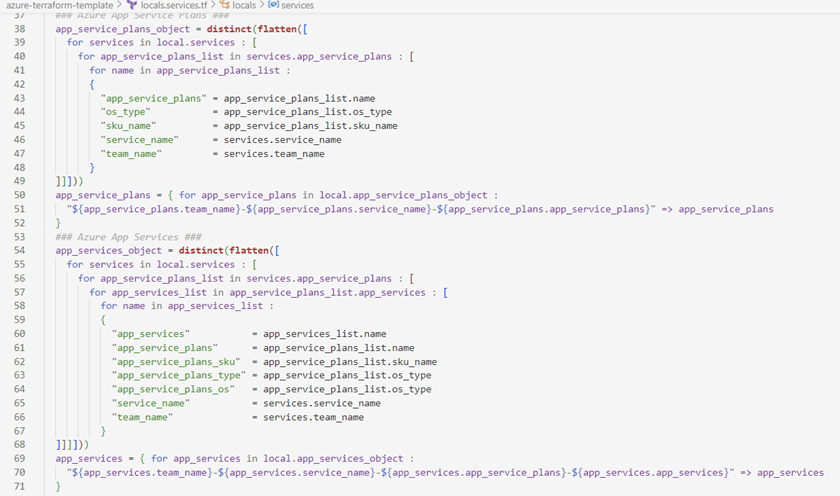 azure-terraform-template > locals.services.tf > locals > services
37 ### Azure App Service Plans ###
38 app_service_plans_object = distinct(flatten([
39   for services in local.services : [
40     for app_service_plans_list in services.app_service_plans : [
41       for name in app_service_plans_list :
42       {
43         "app_service_plans" = app_service_plans_list.name
44         "os_type"           = app_service_plans_list.os_type
45         "sku_name"          = app_service_plans_list.sku_name
46         "service_name"      = services.service_name
47         "team_name"         = services.team_name
48       }
49 ]]]))
50 app_service_plans = { for app_service_plans in local.app_service_plans_object :
51   "${app_service_plans.team_name}-${app_service_plans.service_name}-${app_service_plans.app_service_plans}" => app_service_plans
52 }
53 ### Azure App Services ###
54 app_services_object = distinct(flatten([
55   for services in local.services : [
56     for app_service_plans_list in services.app_service_plans : [
57       for app_services_list in app_service_plans_list.app_services : [
58         for name in app_services_list :
59         {
60           "app_services"           = app_services_list.name
61           "app_service_plans"      = app_service_plans_list.name
62           "app_service_plans_sku"  = app_service_plans_list.sku_name
63           "app_service_plans_type" = app_service_plans_list.os_type
64           "app_service_plans_os"   = app_service_plans_list.os_type
65           "service_name"           = services.service_name
66           "team_name"              = services.team_name
67         }
68 ]]]]))
69 app_services = { for app_services in local.app_services_object :
70   "${app_services.team_name}-${app_services.service_name}-${app_services.app_service_plans}-${app_services.app_services}" => app_services
71 }